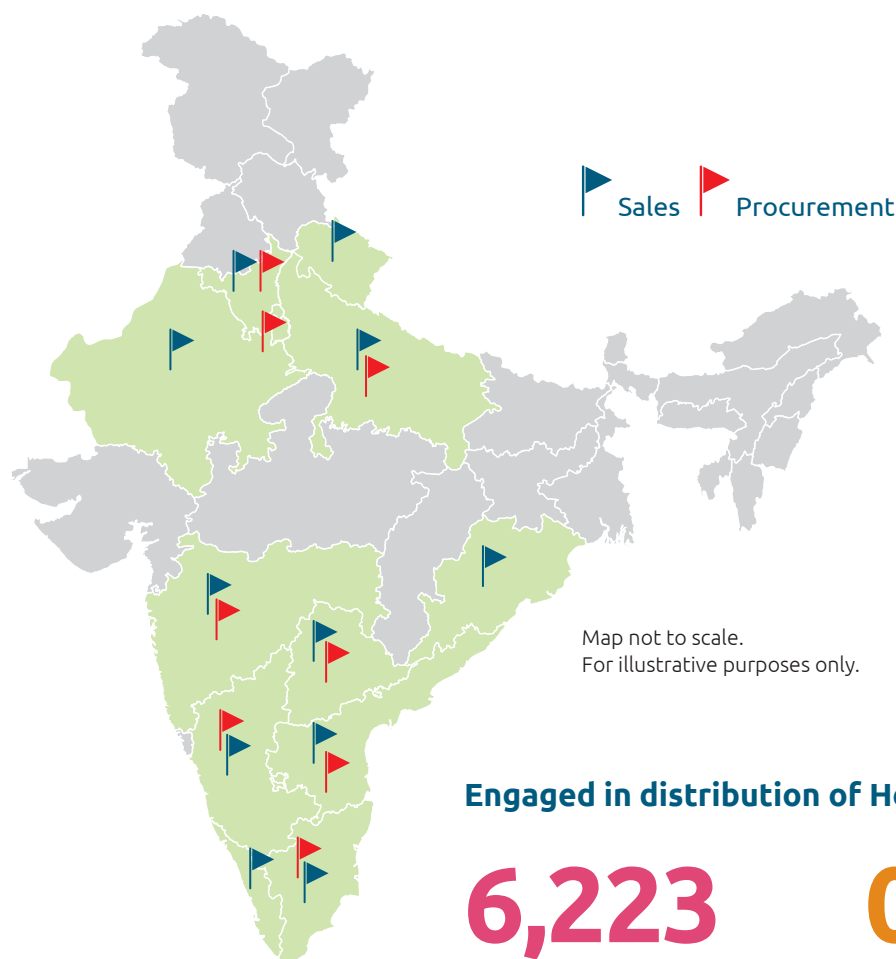 Sales Procurement
Map not to scale.
For illustrative purposes only.
Engaged in distribution of
6,223